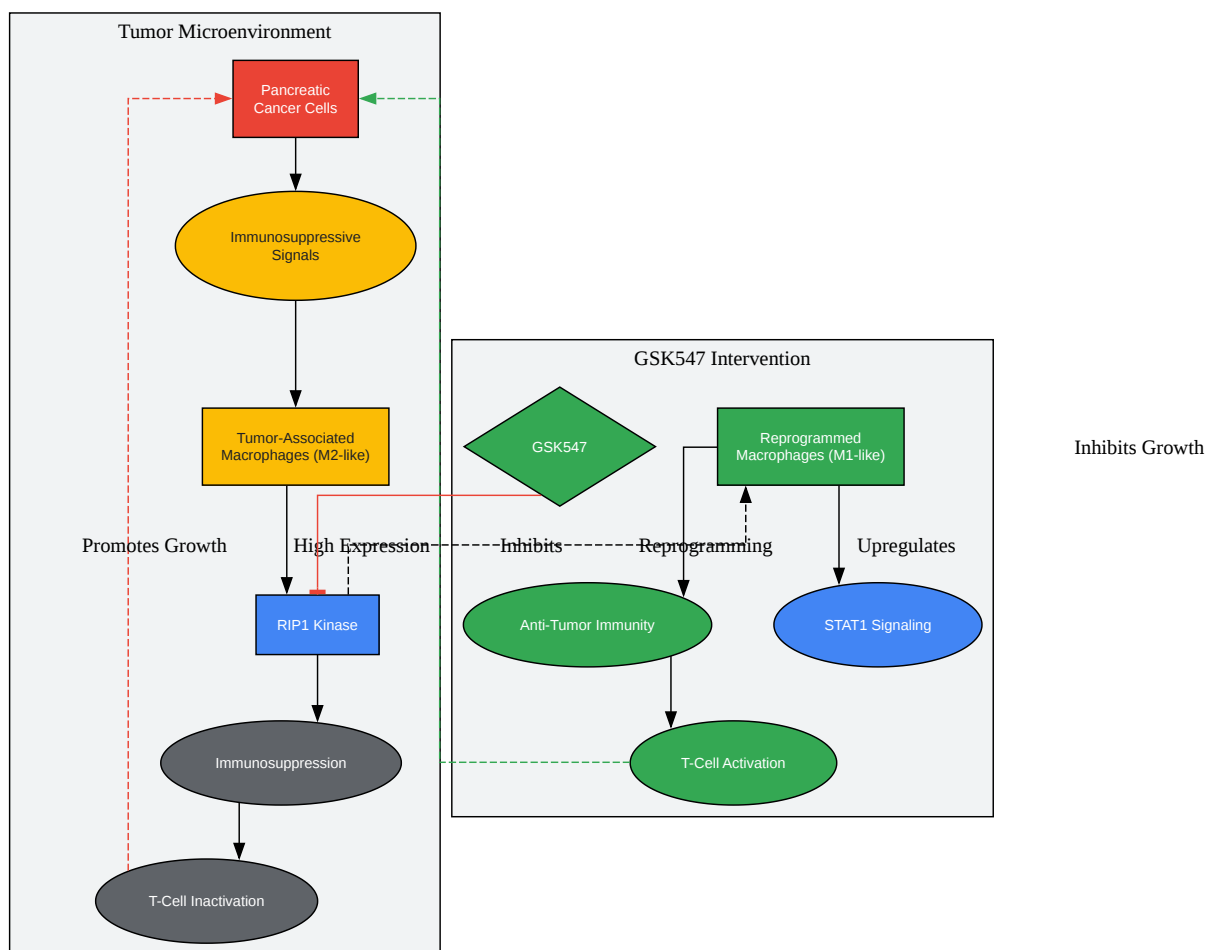 Tumor Microenvironment
Pancreatic
Cancer Cells
Immunosuppressive
Signals
GSK547 Intervention
Tumor-Associated
Macrophages (M2-like)
GSK547
Reprogrammed
Macrophages (M1-like)
Inhibits Growth
Promotes Growth
High Expression
Inhibits
Reprogramming
Upregulates
RIP1 Kinase
Anti-Tumor Immunity
STAT1 Signaling
Immunosuppression
T-Cell Activation
T-Cell Inactivation